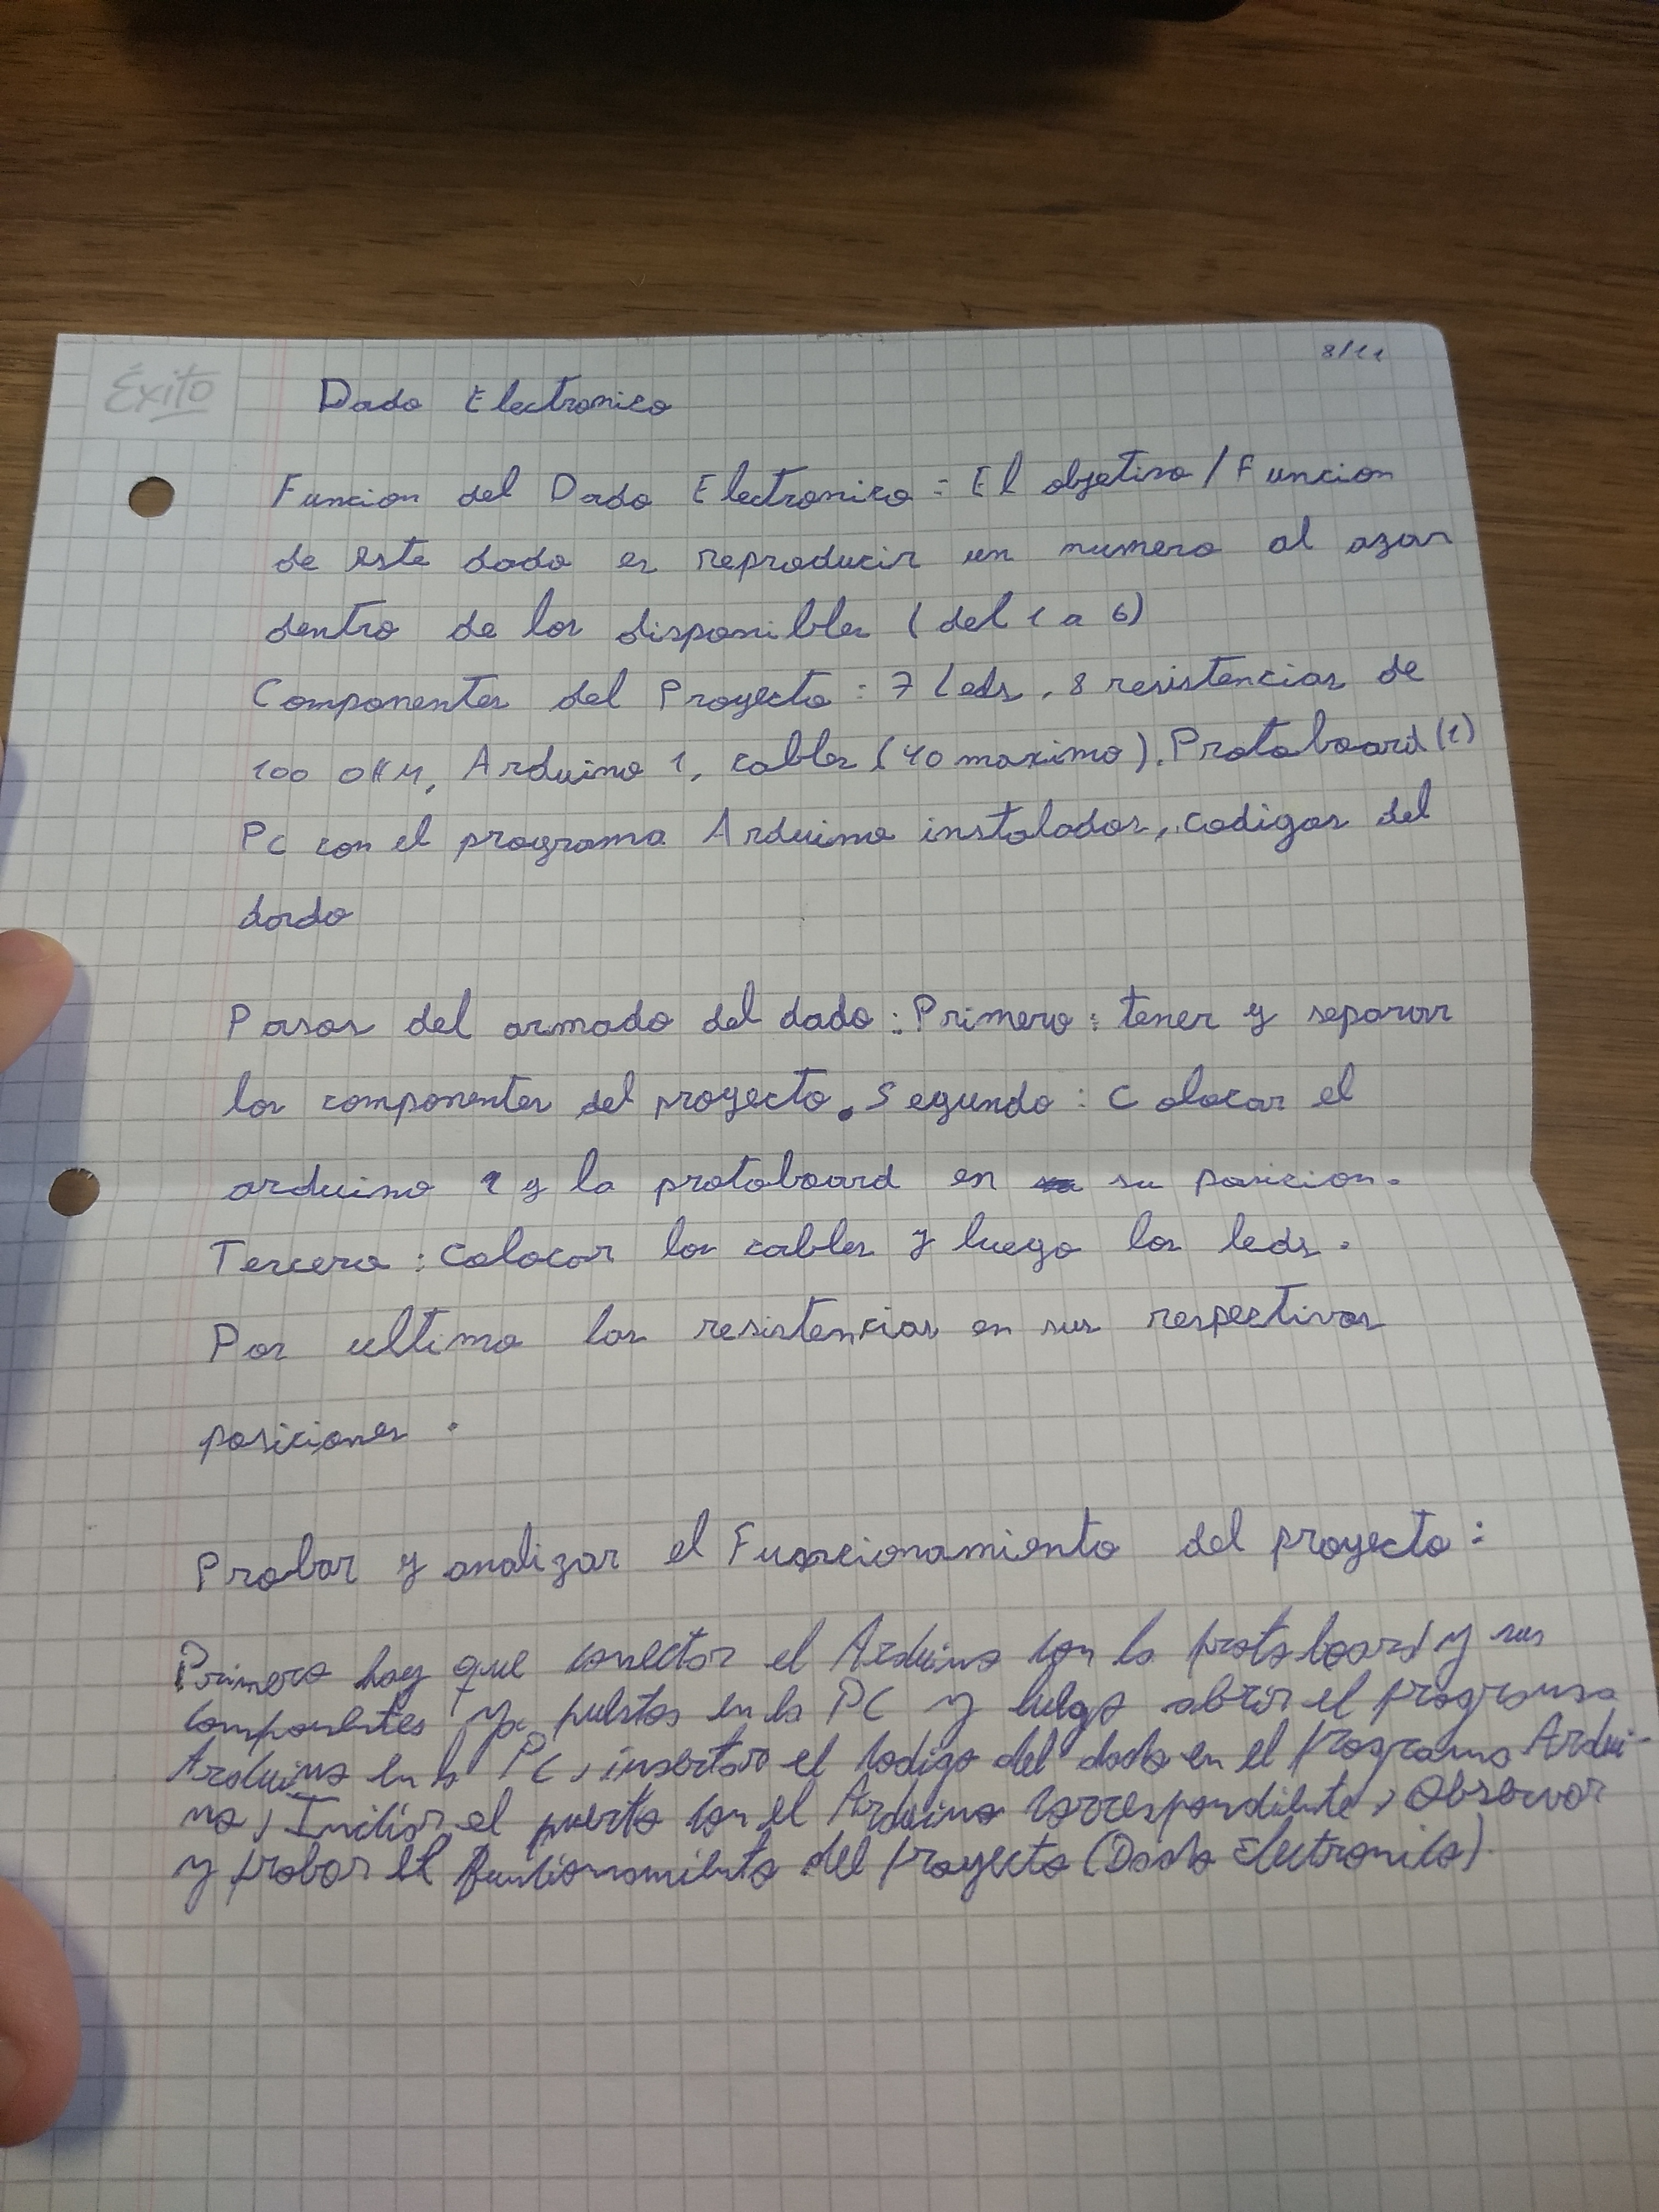 8/11
Éxito
Dado Electronico
Funcion del Dado Electronico: El objetivo/Funcion
de este dado es reproducir un numero al azar
dentro de los disponibles (del 1 a 6)
Componentes del Proyecto: 7 leds, 8 resistencias de
100 OHM, Arduino 1, cables (40 maximo), Protoboard (1)
Pc con el programa Arduino instalados, codigos del
dado
Pasos del armado del dado: Primero: tener y separar
los componentes del proyecto. Segundo: Colocar el
arduino 1 y la protoboard en su posicion.
Tercero: Colocar los cables y luego los leds.
Por ultimo las resistencias en sus respectivas
posiciones.
Probar y analizar el Funcionamiento del proyecto:
Primero hay que conectar el Arduino con la protoboard y sus
componentes ya puestos en la PC y luego abrir el programa
Arduino en la PC, insertar el codigo del dado en el programa Ardui-
no, Iniciar el puerto con el Arduino correspondiente, Observar
y probar el funcionamiento del proyecto (Dado Electronico).